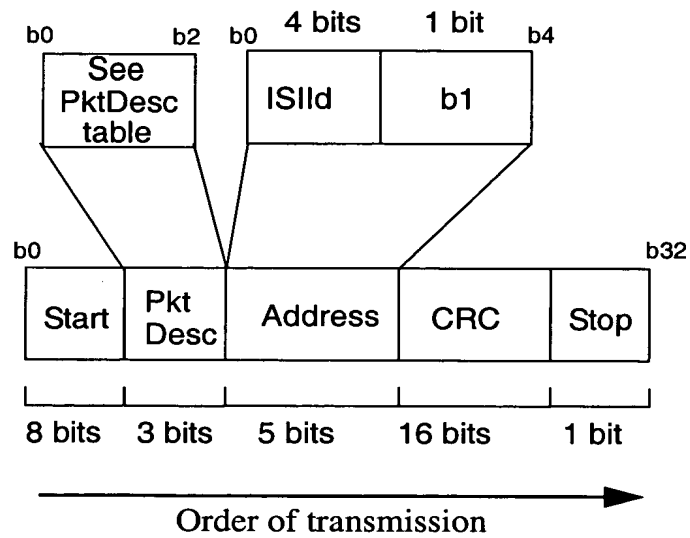 4 bits 1 bit
b0 b2 b0 b4
See
PktDesc
table
ISIId b1
b0 b32
Start Pkt
Desc Address CRC Stop
8 bits 3 bits 5 bits 16 bits 1 bit
Order of transmission